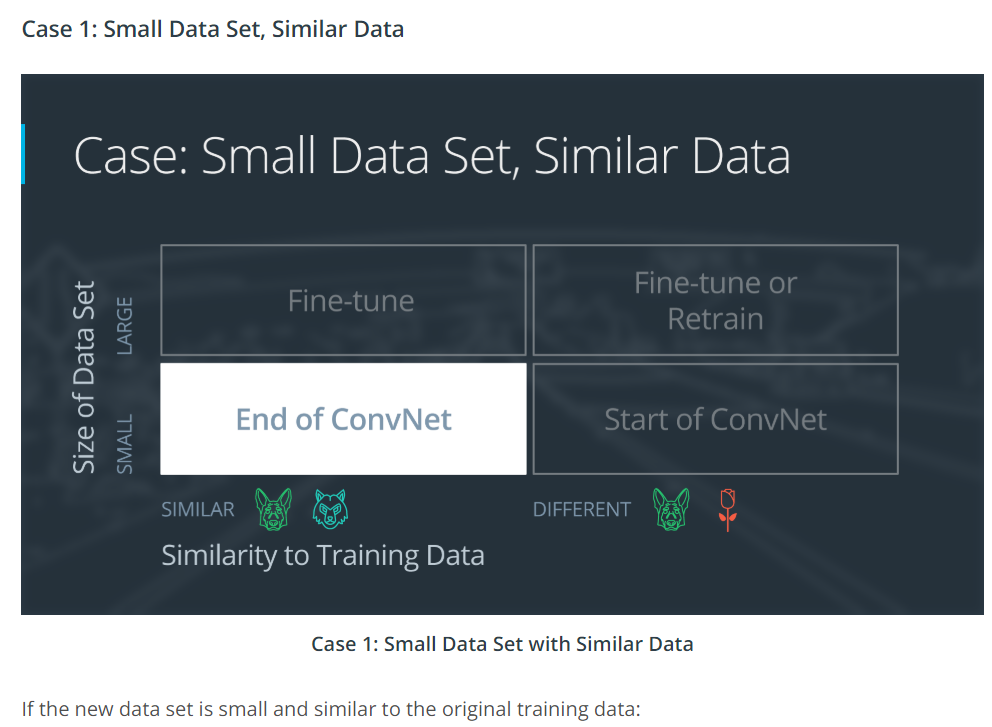 Case 1: Small Data Set, Similar Data
Case: Small Data Set, Similar Data
Size of Data Set
LARGE
SMALL
Fine-tune
Fine-tune or
Retrain
End of ConvNet
Start of ConvNet
SIMILAR
DIFFERENT
Similarity to Training Data
Case 1: Small Data Set with Similar Data
If the new data set is small and similar to the original training data: